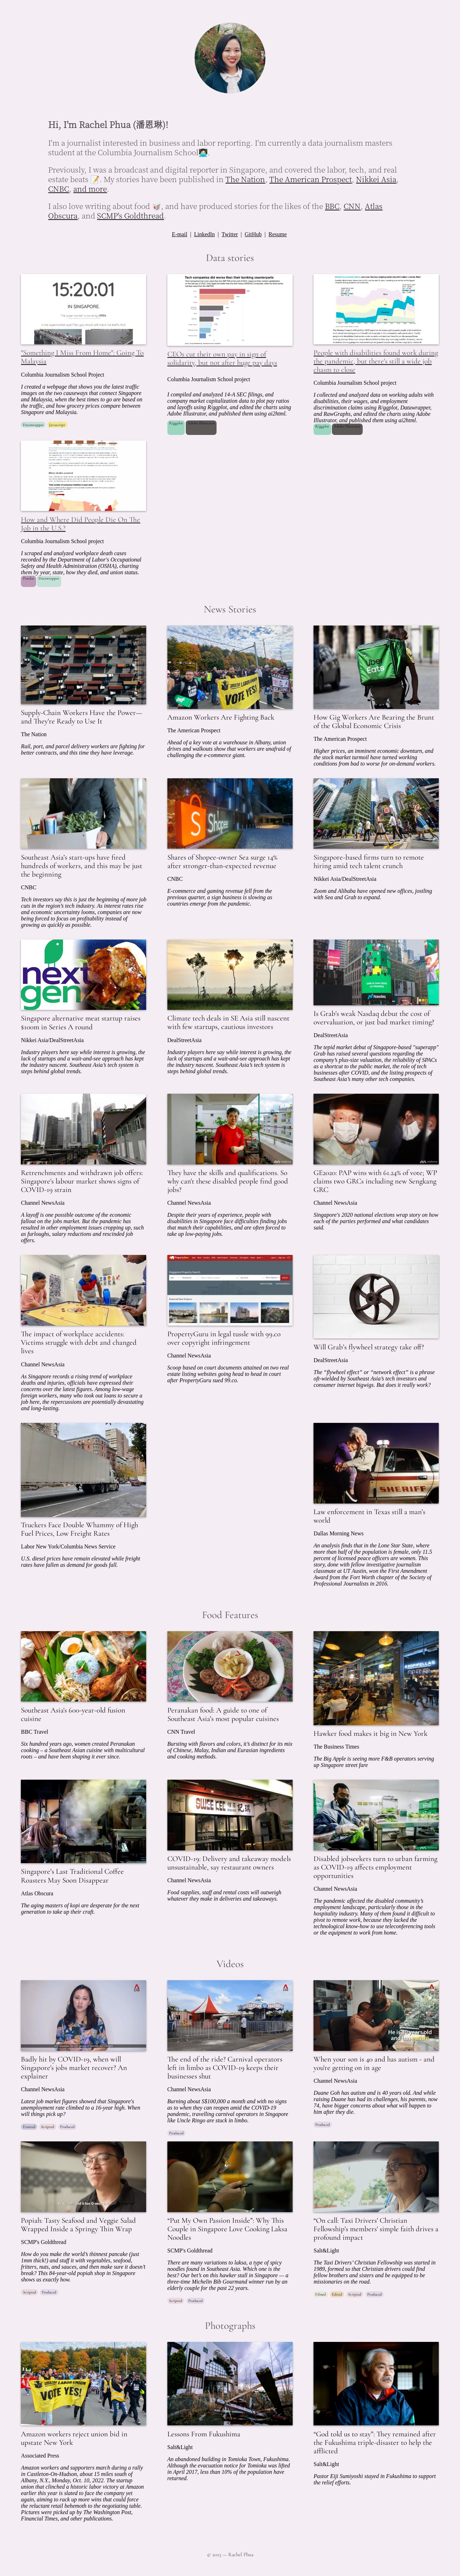 Hi, I'm Rachel Phua (潘恩琳)!
I'm a journalist interested in business and labor reporting. I'm currently a data journalism masters
student at the Columbia Journalism School👩🏻‍💻.
Previously, I was a broadcast and digital reporter in Singapore, and covered the labor, tech, and real
estate beats 📝. My stories have been published in The Nation, The American Prospect, Nikkei Asia,
CNBC, and more.
I also love writing about food 🥡, and have produced stories for the likes of the BBC, CNN, Atlas
Obscura, and SCMP's Goldthread.
E-mail | LinkedIn | Twitter | GitHub | Resume
Data stories
15:20:01
IN SINGAPORE.
"Something I Miss From Home": Going To
Malaysia
Columbia Journalism School Project
I created a webpage that shows you the latest traffic
images on the two causeways that connect Singapore
and Malaysia, when the best times to go are based on
the traffic, and how grocery prices compare between
Singapore and Malaysia.
Datawrapper Javascript
Tech companies did worse than their banking counterparts
CEOs cut their own pay in sign of
solidarity, but not after huge pay days
Columbia Journalism School project
I compiled and analyzed 14-A SEC filings, and
company market capitalization data to plot pay ratios
and layoffs using R/ggplot, and edited the charts using
Adobe Illustrator, and published them using ai2html.
R/ggplot
People with disabilities found work during
the pandemic, but there's still a wide job
chasm to close
Columbia Journalism School project
I collected and analyzed data on working adults with
disabilities, their wages, and employment
discrimination claims using R/ggplot, Datawrapper,
and RawGraphs, and edited the charts using Adobe
Illustrator, and published them using ai2html.
R/ggplot
How and Where Did People Die On The
Job in the U.S.?
Columbia Journalism School project
I scraped and analyzed workplace death cases
recorded by the Department of Labor's Occupational
Safety and Health Administration (OSHA), charting
them by year, state, how they died, and union status.
Pandas Datawrapper
News Stories
Supply-Chain Workers Have the Power—
and They're Ready to Use It
The Nation
Rail, port, and parcel delivery workers are fighting for
better contracts, and this time they have leverage.
VOTE YES!
Amazon Workers Are Fighting Back
The American Prospect
Ahead of a key vote at a warehouse in Albany, union
drives and walkouts show that workers are unafraid of
challenging the e-commerce giant.
Uber
Eats
How Gig Workers Are Bearing the Brunt
of the Global Economic Crisis
The American Prospect
Higher prices, an imminent economic downturn, and
the stock market turmoil have turned working
conditions from bad to worse for on-demand workers.
Southeast Asia's start-ups have fired
hundreds of workers, and this may be just
the beginning
CNBC
Tech investors say this is just the beginning of more job
cuts in the region's tech industry. As interest rates rise
and economic uncertainty looms, companies are now
being forced to focus on profitability instead of
growing as quickly as possible.
Shopee
Shares of Shopee-owner Sea surge 14%
after stronger-than-expected revenue
CNBC
E-commerce and gaming revenue fell from the
previous quarter, a sign business is slowing as
countries emerge from the pandemic.
Singapore-based firms turn to remote
hiring amid tech talent crunch
Nikkei Asia/DealStreetAsia
Zoom and Alibaba have opened new offices, jostling
with Sea and Grab to expand.
next
gen
Singapore alternative meat startup raises
$100m in Series A round
Nikkei Asia/DealStreetAsia
Industry players here say while interest is growing, the
lack of startups and a wait-and-see approach has kept
the industry nascent. Southeast Asia's tech system is
steps behind global trends.
Climate tech deals in SE Asia still nascent
with few startups, cautious investors
DealStreetAsia
Industry players here say while interest is growing, the
lack of startups and a wait-and-see approach has kept
the industry nascent. Southeast Asia's tech system is
steps behind global trends.
Is Grab's weak Nasdaq debut the cost of
overvaluation, or just bad market timing?
DealStreetAsia
The tepid market debut of Singapore-based "superapp"
Grab has raised several questions regarding the
company's plus-size valuation, the reliability of SPACs
as a shortcut to the public market, the role of tech
businesses after COVID, and the listing prospects of
Southeast Asia's many other tech companies.
Retrenchments and withdrawn job offers:
Singapore's labour market shows signs of
COVID-19 strain
Channel NewsAsia
A layoff is one possible outcome of the economic
fallout on the jobs market. But the pandemic has
resulted in other employment issues cropping up, such
as furloughs, salary reductions and rescinded job
offers.
They have the skills and qualifications. So
why can't these disabled people find good
jobs?
Channel NewsAsia
Despite their years of experience, people with
disabilities in Singapore face difficulties finding jobs
that match their capabilities, and are often forced to
take up low-paying jobs.
GE2020: PAP wins with 61.24% of vote; WP
claims two GRCs including new Sengkang
GRC
Channel NewsAsia
Singapore's 2020 national elections wrap story on how
each of the parties performed and what candidates
said.
The impact of workplace accidents:
Victims struggle with debt and changed
lives
Channel NewsAsia
As Singapore records a rising trend of workplace
deaths and injuries, officials have expressed their
concerns over the latest figures. Among low-wage
foreign workers, many who took out loans to secure a
job here, the repercussions are potentially devastating
and long-lasting.
PropertyGuru in legal tussle with 99.co
over copyright infringement
Channel NewsAsia
Scoop based on court documents attained on two real
estate listing websites going head to head in court
after PropertyGuru sued 99.co.
Will Grab's flywheel strategy take off?
DealStreetAsia
The "flywheel effect" or "network effect" is a phrase
oft-wielded by Southeast Asia's tech investors and
consumer internet bigwigs. But does it really work?
Truckers Face Double Whammy of High
Fuel Prices, Low Freight Rates
Labor New York/Columbia News Service
U.S. diesel prices have remain elevated while freight
rates have fallen as demand for goods fall.
SHERIFF
Law enforcement in Texas still a man's
world
Dallas Morning News
An analysis finds that in the Lone Star State, where
more than half of the population is female, only 11.5
percent of licensed peace officers are women. This
story, done with fellow investigative journalism
classmate at UT Austin, won the First Amendment
Award from the Fort Worth chapter of the Society of
Professional Journalists in 2016.
Food Features
Southeast Asia's 600-year-old fusion
cuisine
BBC Travel
Six hundred years ago, women created Peranakan
cooking – a Southeast Asian cuisine with multicultural
roots – and have been shaping it ever since.
Peranakan food: A guide to one of
Southeast Asia's most popular cuisines
CNN Travel
Bursting with flavors and colors, it's distinct for its mix
of Chinese, Malay, Indian and Eurasian ingredients
and cooking methods.
Hawker food makes it big in New York
The Business Times
The Big Apple is seeing more F&B operators serving
up Singapore street fare
Singapore's Last Traditional Coffee
Roasters May Soon Disappear
Atlas Obscura
The aging masters of kopi are desperate for the next
generation to take up their craft.
COVID-19: Delivery and takeaway models
unsustainable, say restaurant owners
Channel NewsAsia
Food supplies, staff and rental costs will outweigh
whatever they make in deliveries and takeaways.
Disabled jobseekers turn to urban farming
as COVID-19 affects employment
opportunities
Channel NewsAsia
The pandemic affected the disabled community's
employment landscape, particularly those in the
hospitality industry. Many of them found it difficult to
pivot to remote work, because they lacked the
technological know-how to use teleconferencing tools
or the equipment to work from home.
Videos
Badly hit by COVID-19, when will
Singapore's jobs market recover? An
explainer
Channel NewsAsia
Latest job market figures showed that Singapore's
unemployment rate climbed to a 16-year high. When
will things pick up?
Fronted Scripted Produced
The end of the ride? Carnival operators
left in limbo as COVID-19 keeps their
businesses shut
Channel NewsAsia
Burning about S$100,000 a month and with no signs
as to when they can reopen amid the COVID-19
pandemic, travelling carnival operators in Singapore
like Uncle Ringo are stuck in limbo.
Produced
When your son is 40 and has autism - and
you're getting on in age
Channel NewsAsia
Duane Goh has autism and is 40 years old. And while
raising Duane has had its challenges, his parents, now
74, have bigger concerns about what will happen to
him after they die.
Produced
Popiah: Tasty Seafood and Veggie Salad
Wrapped Inside a Springy Thin Wrap
SCMP's Goldthread
How do you make the world's thinnest pancake (just
1mm thick!) and stuff it with vegetables, seafood,
fritters, nuts, and sauces, and then make sure it doesn't
break? This 84-year-old popiah shop in Singapore
shows us exactly how.
Scripted Produced
"Put My Own Passion Inside": Why This
Couple in Singapore Love Cooking Laksa
Noodles
SCMP's Goldthread
There are many variations to laksa, a type of spicy
noodles found in Southeast Asia. Which one is the
best? Our bet's on this hawker stall in Singapore — a
three-time Michelin Bib Gourmand winner run by an
elderly couple for the past 22 years.
Scripted Produced
"On call: Taxi Drivers' Christian
Fellowship's members' simple faith drives a
profound impact
Salt&Light
The Taxi Drivers' Christian Fellowship was started in
1989, formed so that Christian drivers could find
fellow brothers and sisters and be equipped to be
missionaries on the road.
Filmed Edited Scripted Produced
Photographs
VOTE YES!
Amazon workers reject union bid in
upstate New York
Associated Press
Amazon workers and supporters march during a rally
in Castleton-On-Hudson, about 15 miles south of
Albany, N.Y., Monday, Oct. 10, 2022. The startup
union that clinched a historic labor victory at Amazon
earlier this year is slated to face the company yet
again, aiming to rack up more wins that could force
the reluctant retail behemoth to the negotiating table.
Pictures were picked up by The Washington Post,
Financial Times, and other publications.
Lessons From Fukushima
Salt&Light
An abandoned building in Tomioka Town, Fukushima.
Although the evacuation notice for Tomioka was lifted
in April 2017, less than 10% of the population have
returned.
"God told us to stay": They remained after
the Fukushima triple-disaster to help the
afflicted
Salt&Light
Pastor Eiji Sumiyoshi stayed in Fukushima to support
the relief efforts.
© 2023 — Rachel Phua